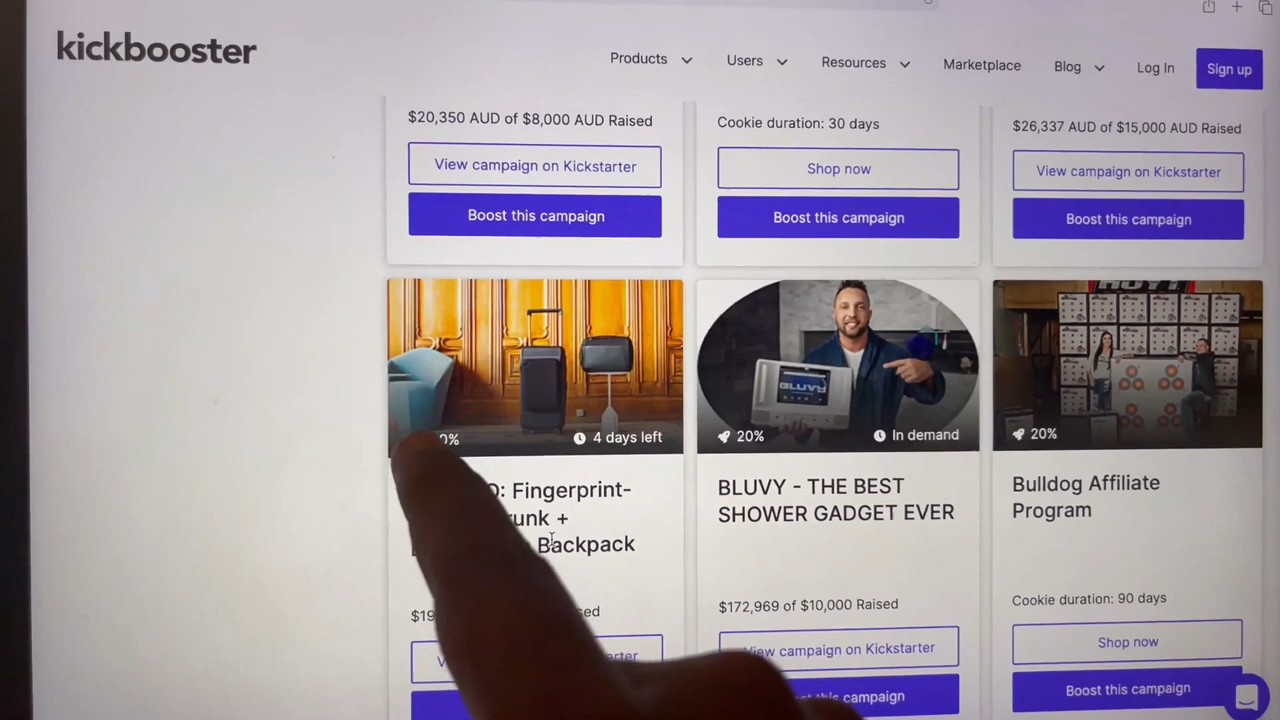 kickbooster
Products
Users
Resources
Marketplace
Blog
Log In
Sign up
$20,350 AUD of $8,000 AUD Raised
View campaign on Kickstarter
Boost this campaign
Cookie duration: 30 days
Shop now
Boost this campaign
$26,337 AUD of $15,000 AUD Raised
View campaign on Kickstarter
Boost this campaign
4 days left
Fingerprint-
+
Backpack
BLUVY
20%
In demand
BLUVY - THE BEST
SHOWER GADGET EVER
$172,969 of $10,000 Raised
View campaign on Kickstarter
this campaign
HOYT
20%
Bulldog Affiliate
Program
Cookie duration: 90 days
Shop now
Boost this campaign